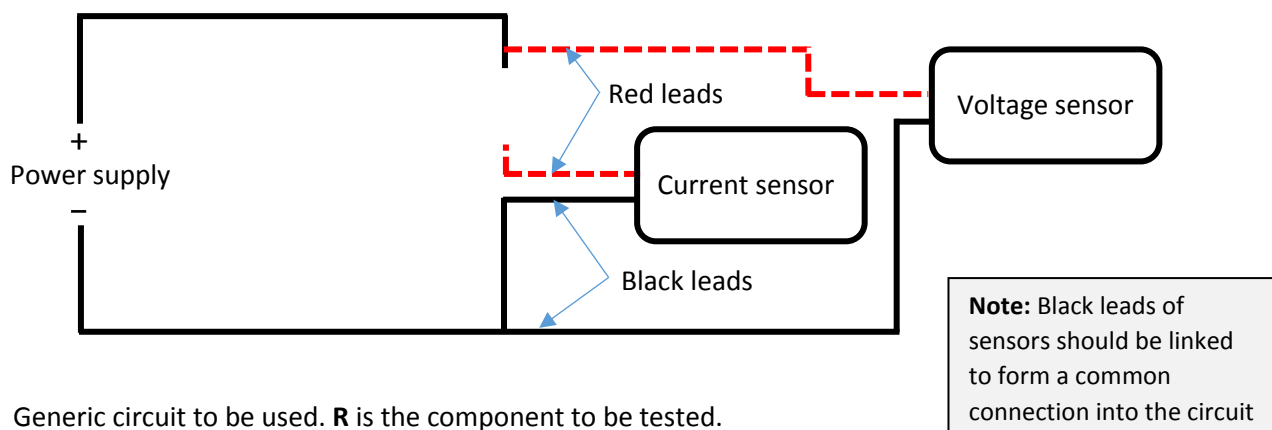 Red leads
Voltage sensor
+
Power supply
−
Current sensor
Black leads
Note: Black leads of
sensors should be linked
to form a common
connection into the circuit
Generic circuit to be used. R is the component to be tested.